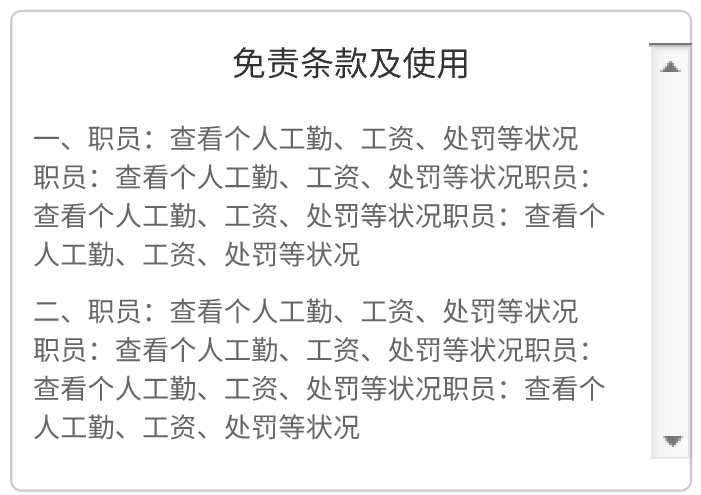 免责条款及使用
一、职员：查看个人工勤、工资、处罚等状况
职员：查看个人工勤、工资、处罚等状况职员：
查看个人工勤、工资、处罚等状况职员：查看个
人工勤、工资、处罚等状况
二、职员：查看个人工勤、工资、处罚等状况
职员：查看个人工勤、工资、处罚等状况职员：
查看个人工勤、工资、处罚等状况职员：查看个
人工勤、工资、处罚等状况